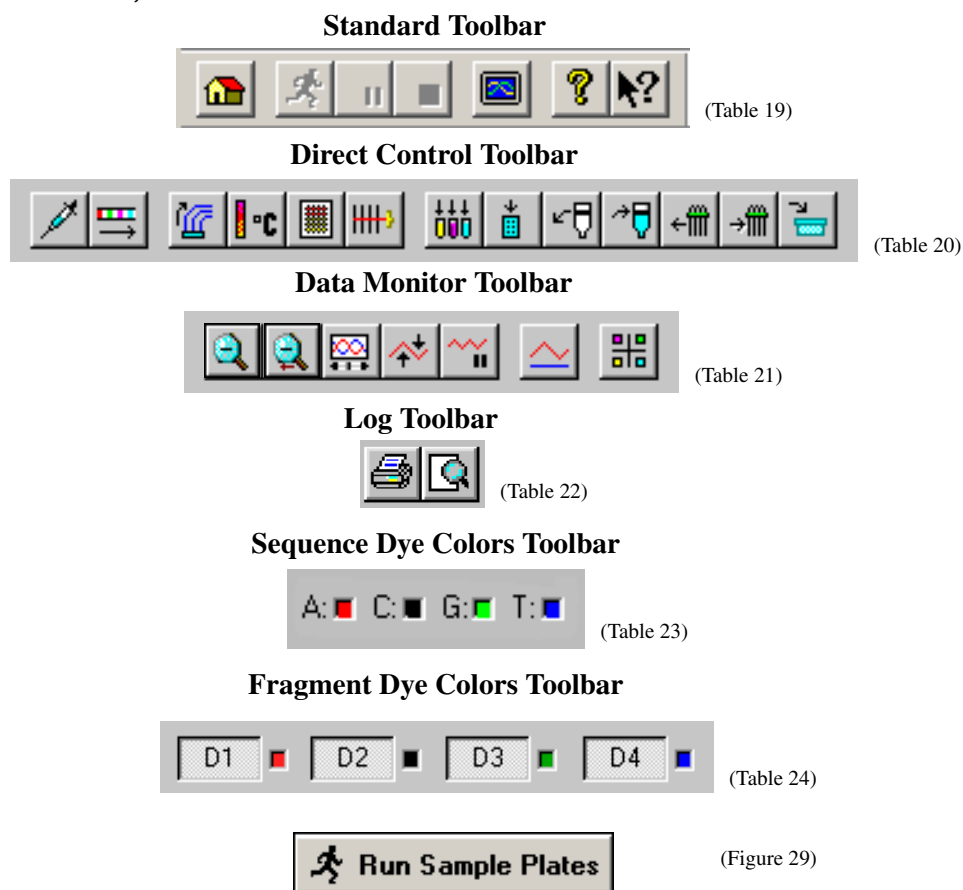 Standard Toolbar
(Table 19)
Direct Control Toolbar
°C
(Table 20)
Data Monitor Toolbar
(Table 21)
Log Toolbar
(Table 22)
Sequence Dye Colors Toolbar
A: C: G: T:
(Table 23)
Fragment Dye Colors Toolbar
D1 D2 D3 D4
(Table 24)
Run Sample Plates
(Figure 29)